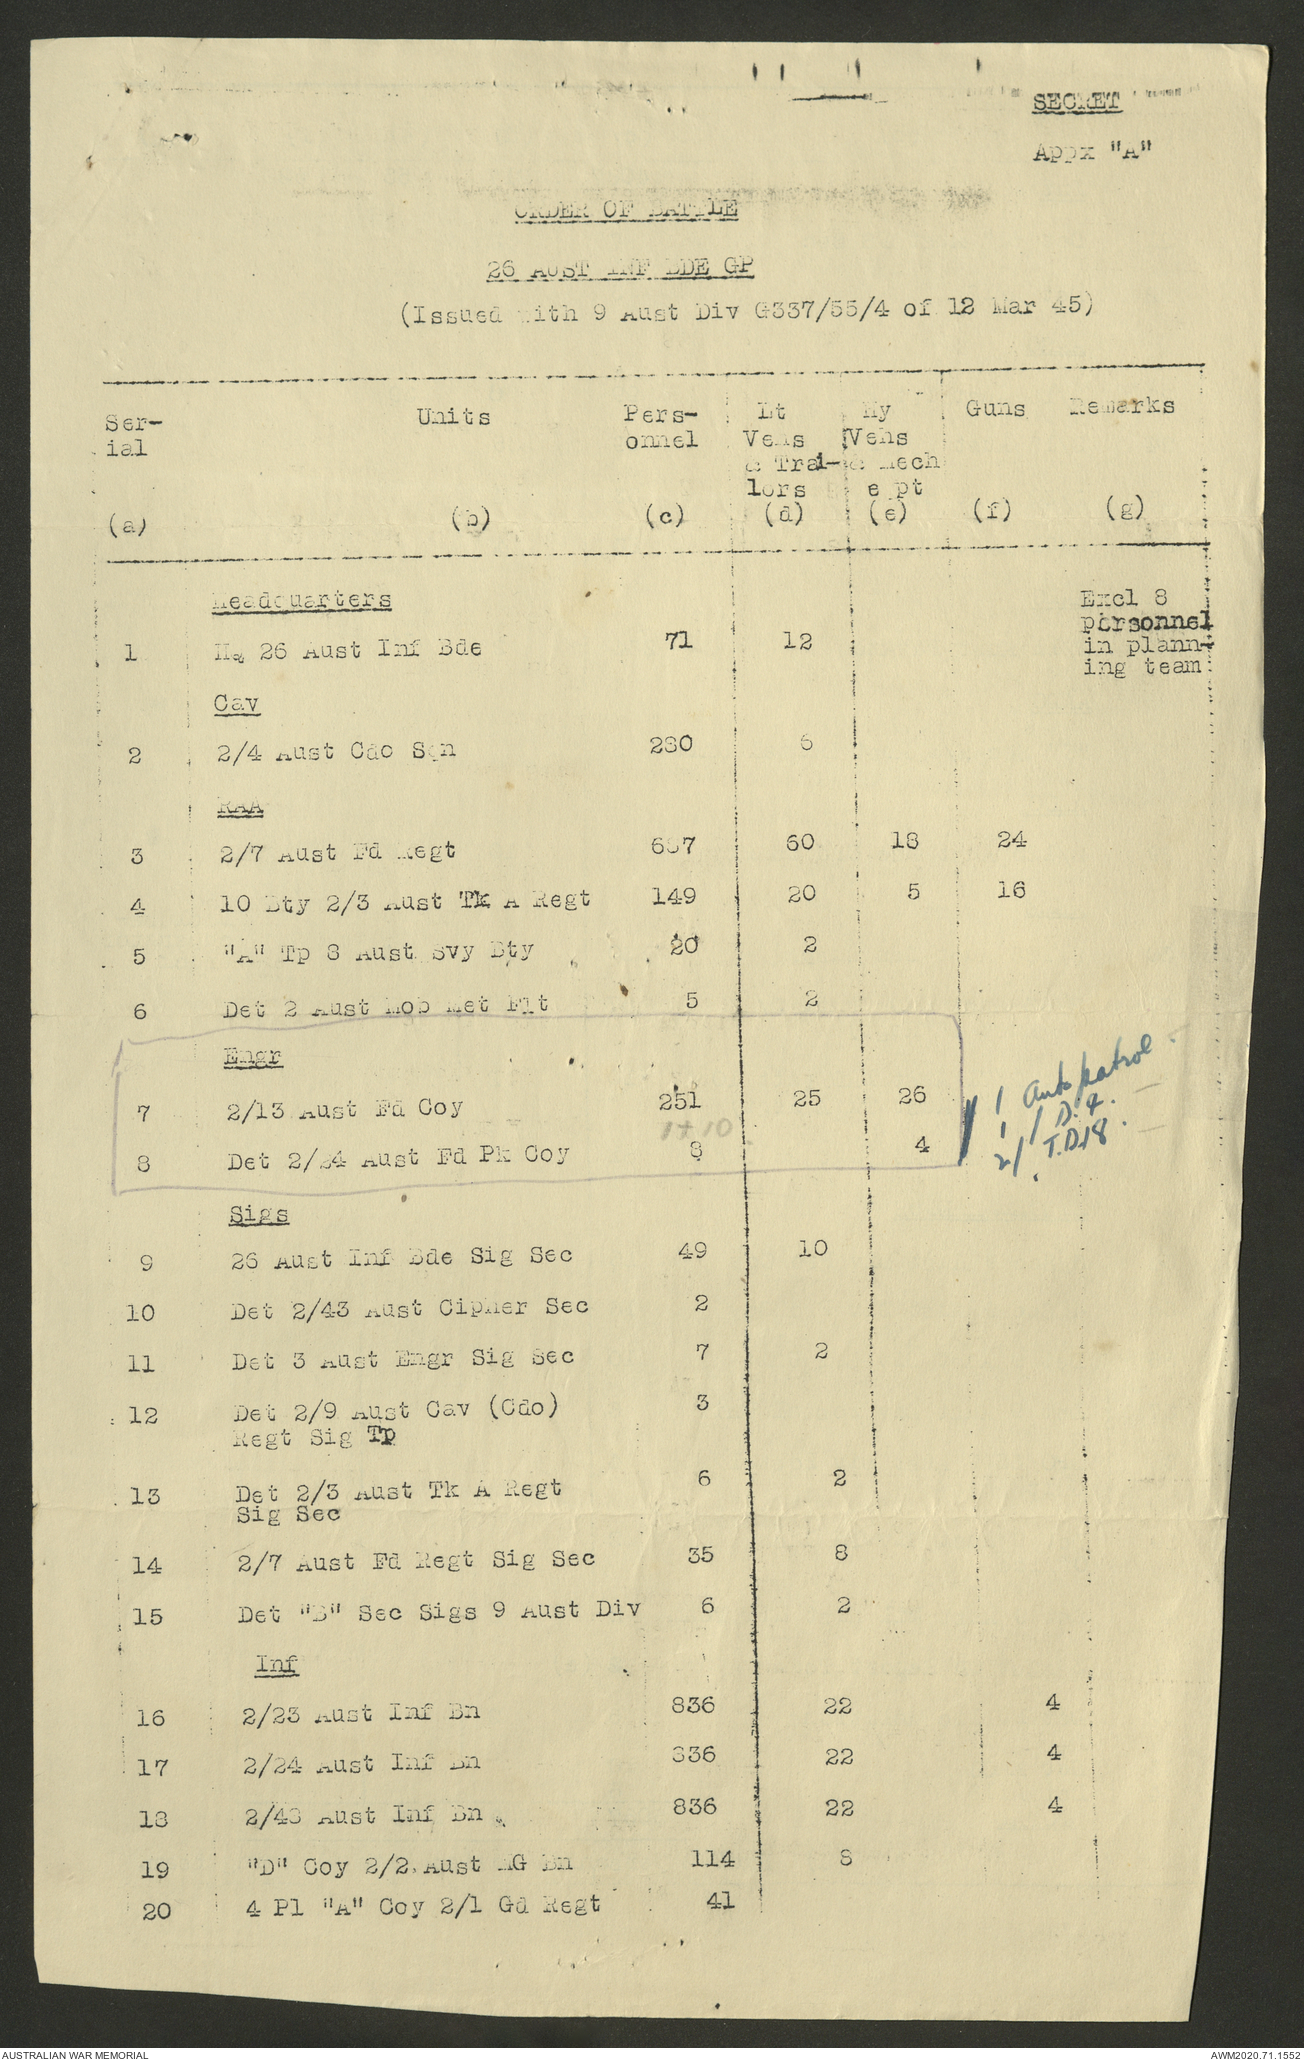 SECRET
Appx "A"
ORDER OF BATTLE
26 AUST INF BDE GP
(Issued with 9 Aust Div G337/55/4 of 12 Mar 45)
Ser-ial Units Pers-onnel Lt Vehs & Trai-lors Hy Vehs & Mech e pt Guns Remarks
(a) (b) (c) (d) (e) (f) (g)
Headquarters
1 Hq 26 Aust Inf Bde 71 12 Excl 8 personnel in plann-ing team
Cav
2 2/4 Aust Cdo Sqn 280 6
RAA
3 2/7 Aust Fd Regt 687 60 18 24
4 10 Bty 2/3 Aust Tk A Regt 149 20 5 16
5 "A" Tp 8 Aust Svy Bty 20 2
6 Det 2 Aust Mob Met Flt 5 2
Engr
7 2/13 Aust Fd Coy 251 25 26
1+10
8 Det 2/24 Aust Fd Pk Coy 8 4
1 Auto patrol
1 / D.4.
2/ T.D.18.
Sigs
9 26 Aust Inf Bde Sig Sec 49 10
10 Det 2/43 Aust Cipher Sec 2
11 Det 3 Aust Engr Sig Sec 7 2
12 Det 2/9 Aust Cav (Cdo) 3
Regt Sig Tp
13 Det 2/3 Aust Tk A Regt 6 2
Sig Sec
14 2/7 Aust Fd Regt Sig Sec 35 8
15 Det "B" Sec Sigs 9 Aust Div 6 2
Inf
16 2/23 Aust Inf Bn 836 22 4
17 2/24 Aust Inf Bn 836 22 4
18 2/48 Aust Inf Bn 836 22 4
19 "D" Coy 2/2 Aust MG Bn 114 8
20 4 Pl "A" Coy 2/1 Gd Regt 41
AUSTRALIAN WAR MEMORIAL
AWM2020.71.1552